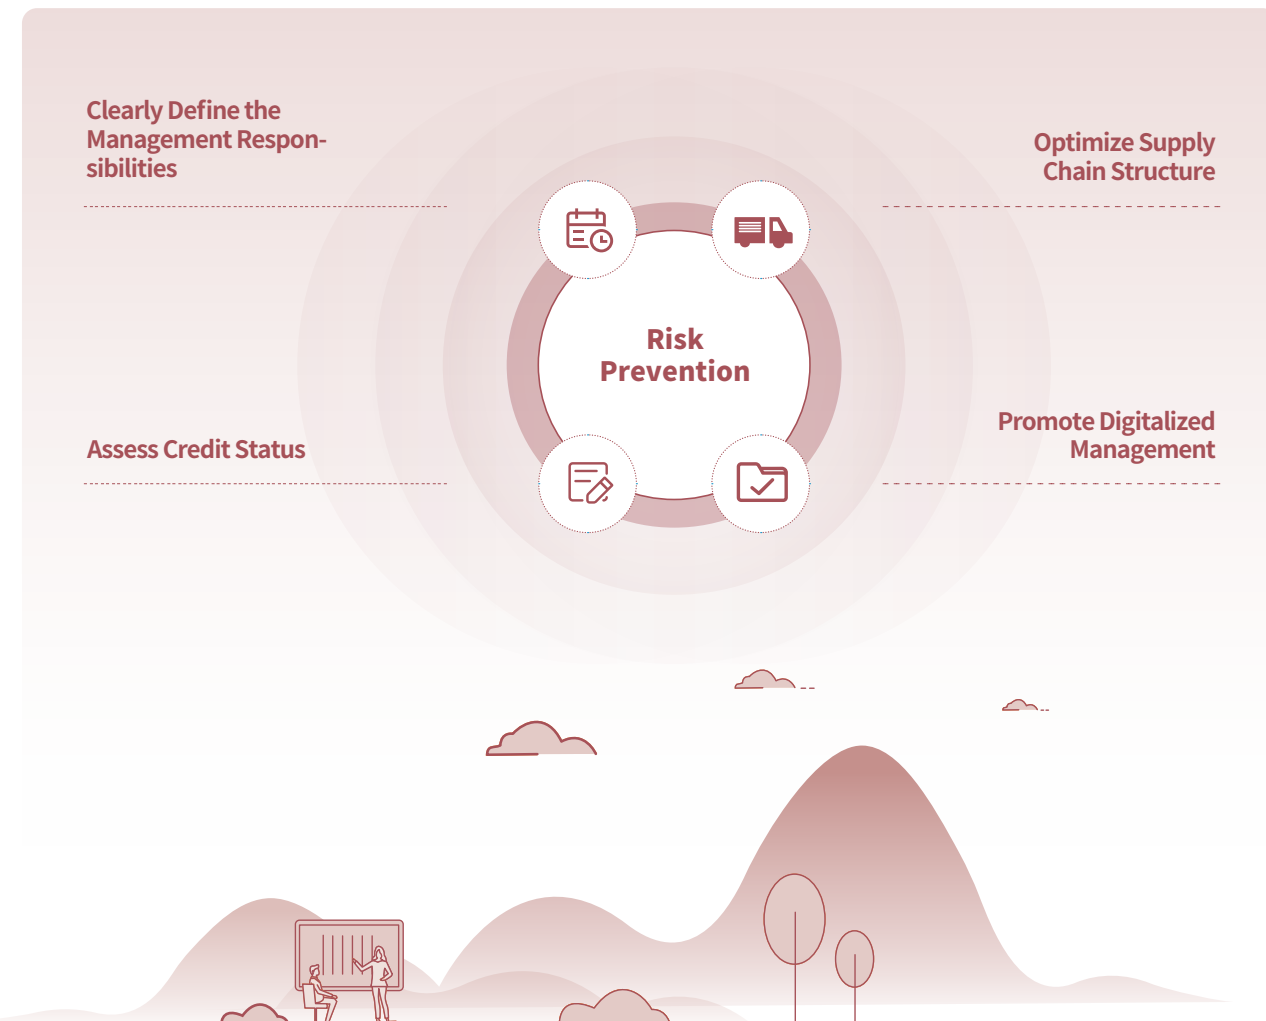 Clearly Define the
Management Respon-
sibilities
Optimize Supply
Chain Structure
Risk
Prevention
Assess Credit Status
Promote Digitalized
Management